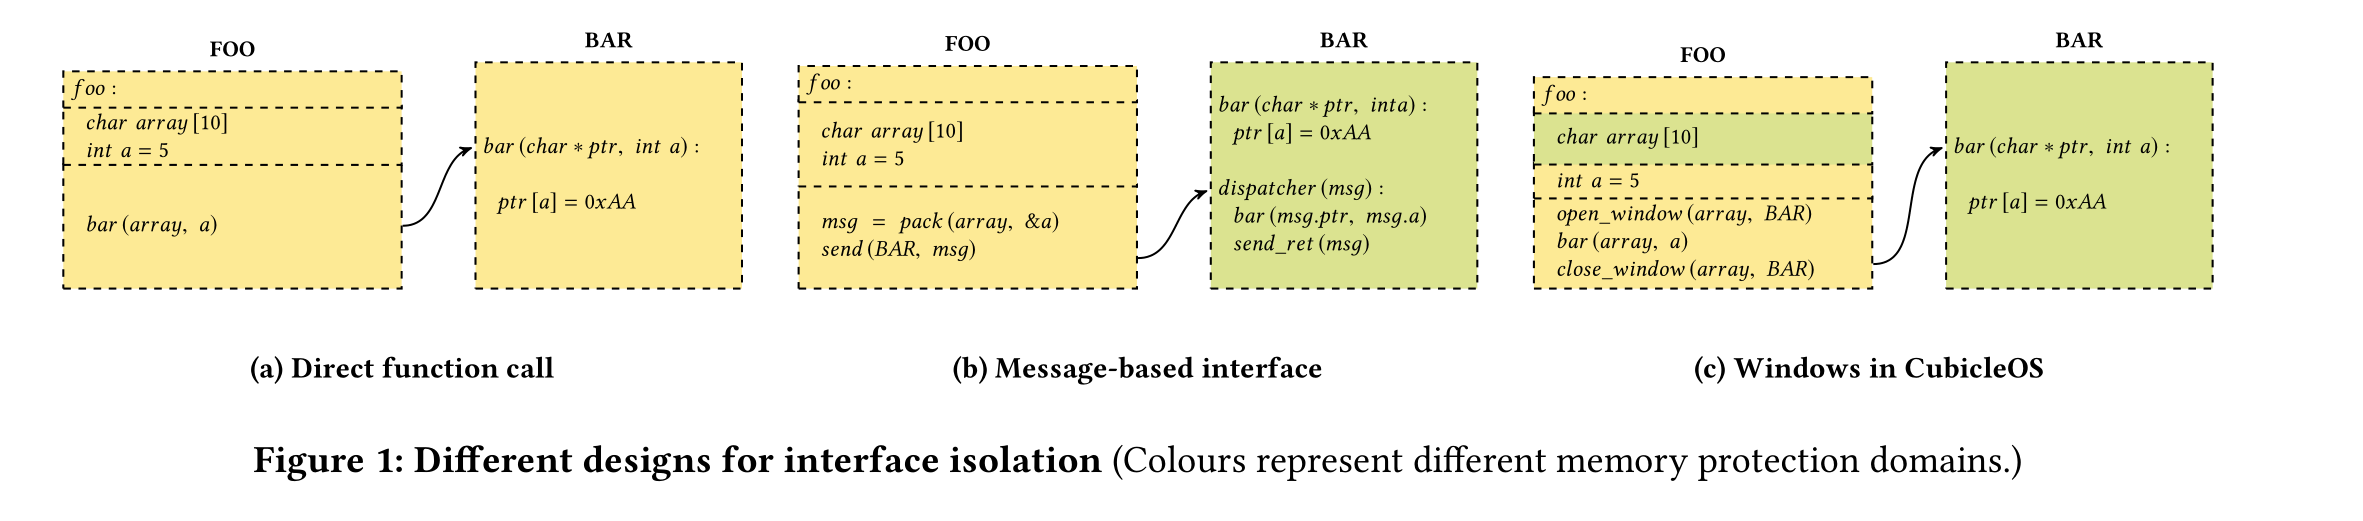 FOO
foo :
char array [10]
int a = 5
bar (array, a)
BAR
bar (char * ptr, int a) :
ptr [a] = 0xAA
(a) Direct function call
FOO
foo :
char array [10]
int a = 5
msg = pack (array, &a)
send (BAR, msg)
BAR
bar (char * ptr, inta) :
ptr [a] = 0xAA
dispatcher (msg) :
bar (msg.ptr, msg.a)
send_ret (msg)
(b) Message-based interface
FOO
foo :
char array [10]
int a = 5
open_window (array, BAR)
bar (array, a)
close_window (array, BAR)
BAR
bar (char * ptr, int a) :
ptr [a] = 0xAA
(c) Windows in CubicleOS
Figure 1: Different designs for interface isolation (Colours represent different memory protection domains.)